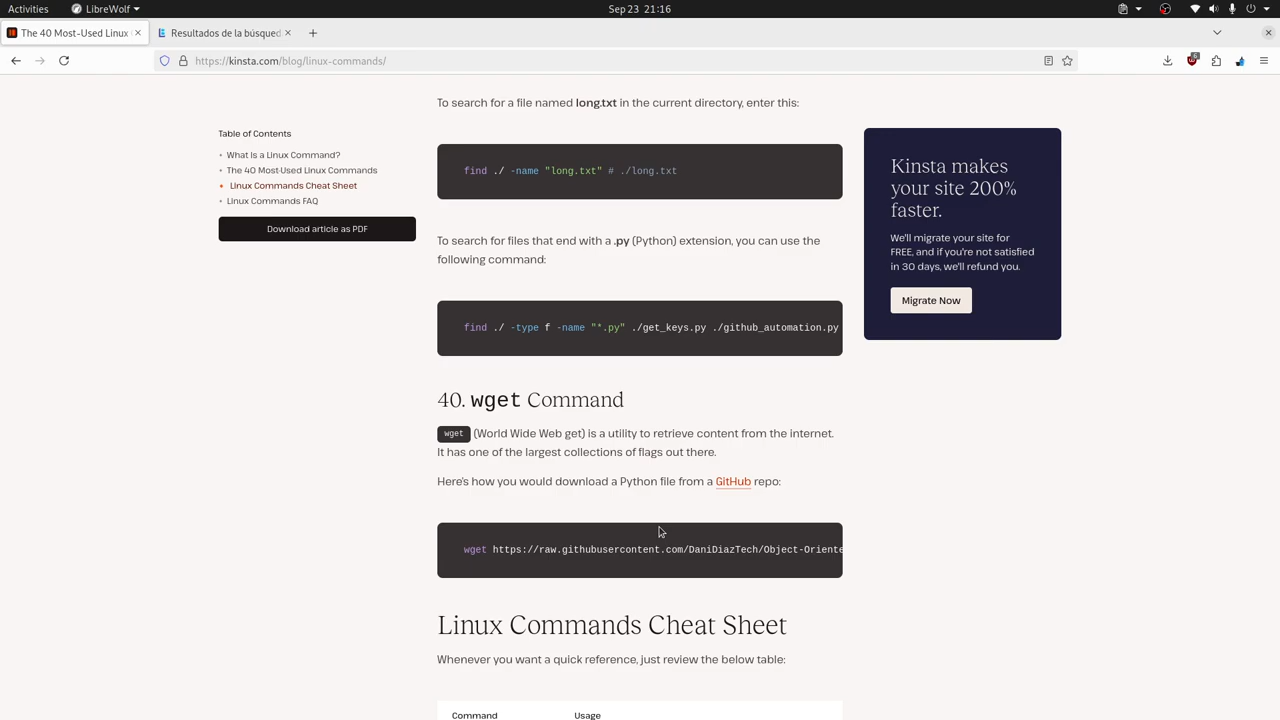 Activities
LibreWolf
Sep 23 21:16
The 40 Most-Used Linux
Resultados de la búsqued
https://kinsta.com/blog/linux-commands/
6
Table of Contents
What Is a Linux Command?
The 40 Most-Used Linux Commands
Linux Commands Cheat Sheet
Linux Commands FAQ
Download article as PDF
To search for a file named long.txt in the current directory, enter this:
find ./ -name "long.txt" # ./long.txt
To search for files that end with a .py (Python) extension, you can use the
following command:
find ./ -type f -name "*.py" ./get_keys.py ./github_automation.py
40. wget Command
wget (World Wide Web get) is a utility to retrieve content from the internet.
It has one of the largest collections of flags out there.
Here's how you would download a Python file from a GitHub repo:
wget https://raw.githubusercontent.com/DaniDiazTech/Object-Oriente
Linux Commands Cheat Sheet
Whenever you want a quick reference, just review the below table:
Command Usage
Kinsta makes
your site 200%
faster.
We'll migrate your site for
FREE, and if you're not satisfied
in 30 days, we'll refund you.
Migrate Now